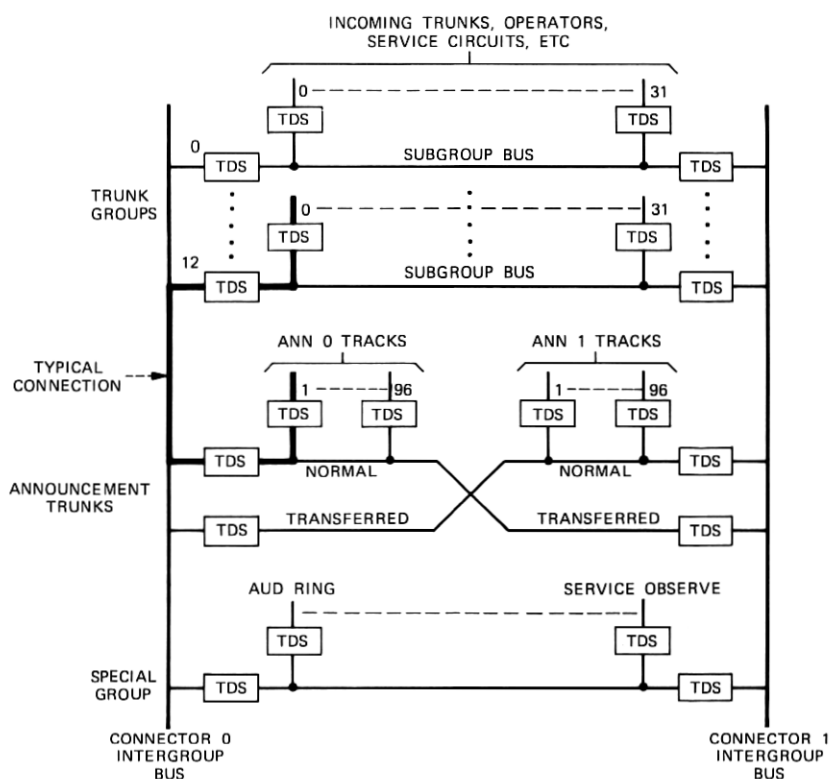 INCOMING TRUNKS, OPERATORS,
SERVICE CIRCUITS, ETC
0
31
TDS
TDS
0
TDS
SUBGROUP BUS
TDS
TRUNK
GROUPS
0
31
TDS
TDS
12
TDS
SUBGROUP BUS
TDS
ANN 0 TRACKS
ANN 1 TRACKS
TYPICAL
CONNECTION
1
96
1
96
TDS
TDS
TDS
TDS
TDS
NORMAL
NORMAL
TDS
ANNOUNCEMENT
TRUNKS
TDS
TRANSFERRED
TRANSFERRED
TDS
AUD RING
SERVICE OBSERVE
TDS
TDS
SPECIAL
GROUP
TDS
TDS
CONNECTOR 0
INTERGROUP
BUS
CONNECTOR 1
INTERGROUP
BUS